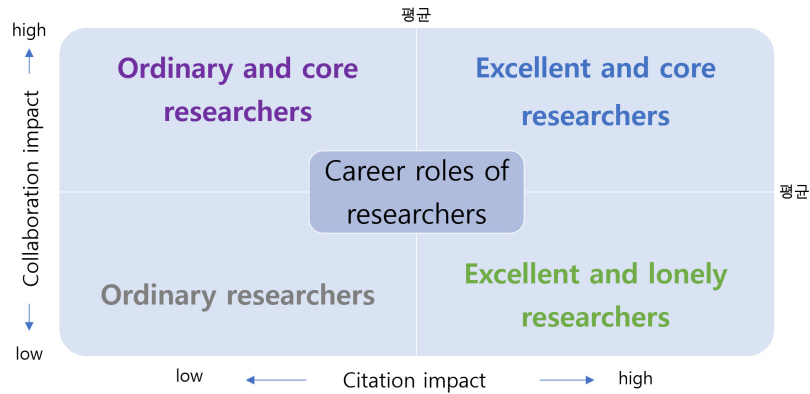 평균
high
Ordinary and core
researchers
Excellent and core
researchers
Collaboration impact
Career roles of
researchers
평균
Ordinary researchers
Excellent and lonely
researchers
low
low
Citation impact
high